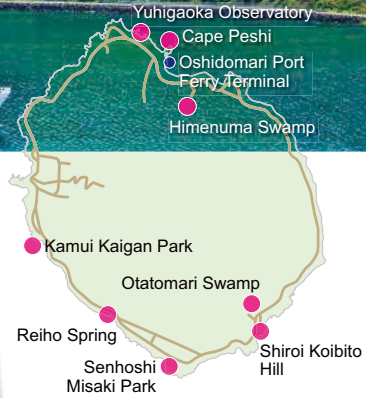 Yuhigaoka Observatory
Cape Peshi
Oshidomari Port
Ferry Terminal
Himenuma Swamp
Kamui Kaigan Park
Otatomari Swamp
Reiho Spring
Shiroi Koibito
Hill
Senhoshi
Misaki Park